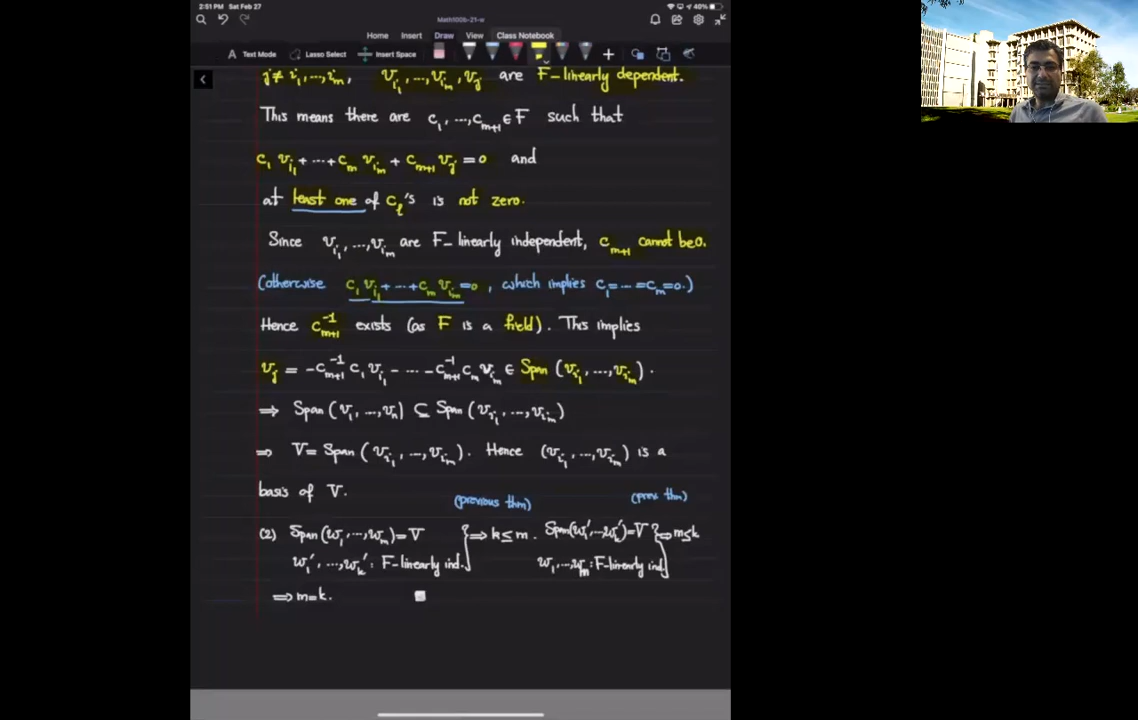 2:51 PM Sat Feb 27
40%
Math100b-21-w
Home Insert Draw View Class Notebook
Text Mode Lasso Select Insert Space
j ≠ i₁,…,iₘ, v_{i₁},…,v_{iₘ}, v_j are F-linearly dependent.
This means there are c₁,…,c_{m+1} ∈ F such that
c₁ v_{i₁} + ⋯ + cₘ v_{iₘ} + c_{m+1} v_j = 0 and
at least one of c_ℓ's is not zero.
Since v_{i₁},…,v_{iₘ} are F-linearly independent, c_{m+1} cannot be 0.
(otherwise c₁ v_{i₁} + ⋯ + cₘ v_{iₘ} = 0, which implies c₁ = ⋯ = cₘ = 0.)
Hence c_{m+1}^{-1} exists (as F is a field). This implies
v_j = -c_{m+1}^{-1} c₁ v_{i₁} - ⋯ - c_{m+1}^{-1} cₘ v_{iₘ} ∈ Span (v_{i₁},…,v_{iₘ}).
⟹ Span(v₁,…,vₙ) ⊆ Span(v_{i₁},…,v_{iₘ})
⟹ V = Span(v_{i₁},…,v_{iₘ}). Hence (v_{i₁},…,v_{iₘ}) is a
basis of V.
(previous thm) (prev. thm)
(2) Span(w₁,…,wₘ) = V } ⟹ k ≤ m. Span(w₁',…,w_k') = V } ⟹ m ≤ k
w₁',…,w_k' : F-linearly ind. w₁,…,wₘ : F-linearly ind.
⟹ m = k.